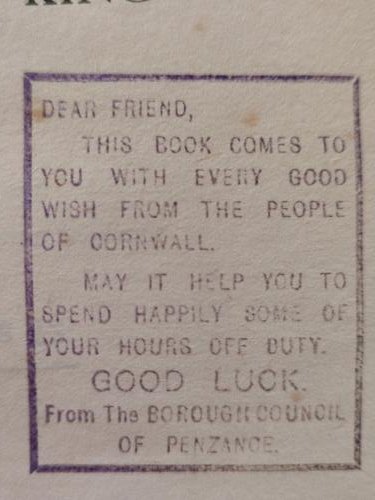 DEAR FRIEND,
THIS BOOK COMES TO
YOU WITH EVERY GOOD
WISH FROM THE PEOPLE
OF CORNWALL.
MAY IT HELP YOU TO
SPEND HAPPILY SOME OF
YOUR HOURS OFF DUTY.
GOOD LUCK.
From The BOROUGH COUNCIL
OF PENZANCE.